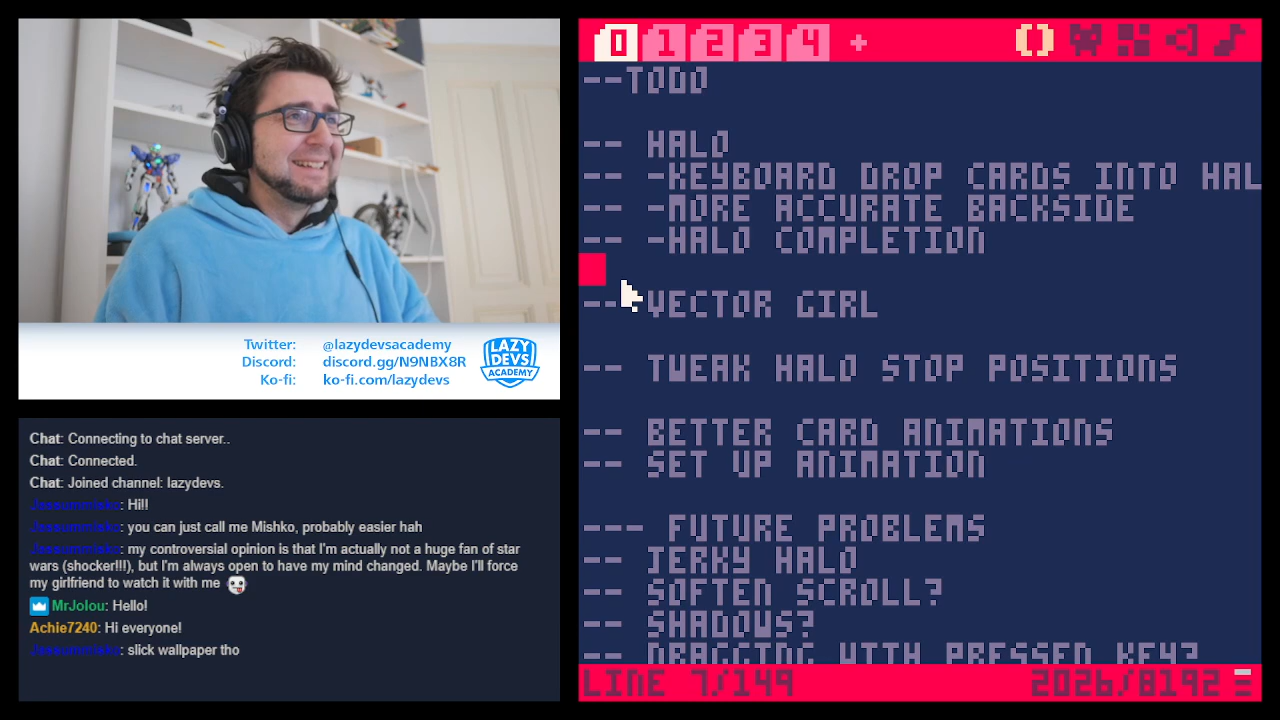 Twitter: @lazydevsacademy
Discord: discord.gg/N9NBX8R
Ko-fi: ko-fi.com/lazydevs
LAZY
DEVS
ACADEMY
Chat: Connecting to chat server..
Chat: Connected.
Chat: Joined channel: lazydevs.
: Hi!!
: you can just call me Mishko, probably easier hah
: my controversial opinion is that I'm actually not a huge fan of star
wars (shocker!!!), but I'm always open to have my mind changed. Maybe I'll force
my girlfriend to watch it with me
MrJolou: Hello!
Achie7240: Hi everyone!
: slick wallpaper tho
0 1 2 3 4 +
--TODO
-- HALO
-- -KEYBOARD DROP CARDS INTO HAL
-- -MORE ACCURATE BACKSIDE
-- -HALO COMPLETION
-- VECTOR GIRL
-- TWEAK HALO STOP POSITIONS
-- BETTER CARD ANIMATIONS
-- SET UP ANIMATION
--- FUTURE PROBLEMS
-- JERKY HALO
-- SOFTEN SCROLL?
-- SHADOWS?
-- DRAGGING WITH PRESSED KEY?
LINE 7/149 2026/8192